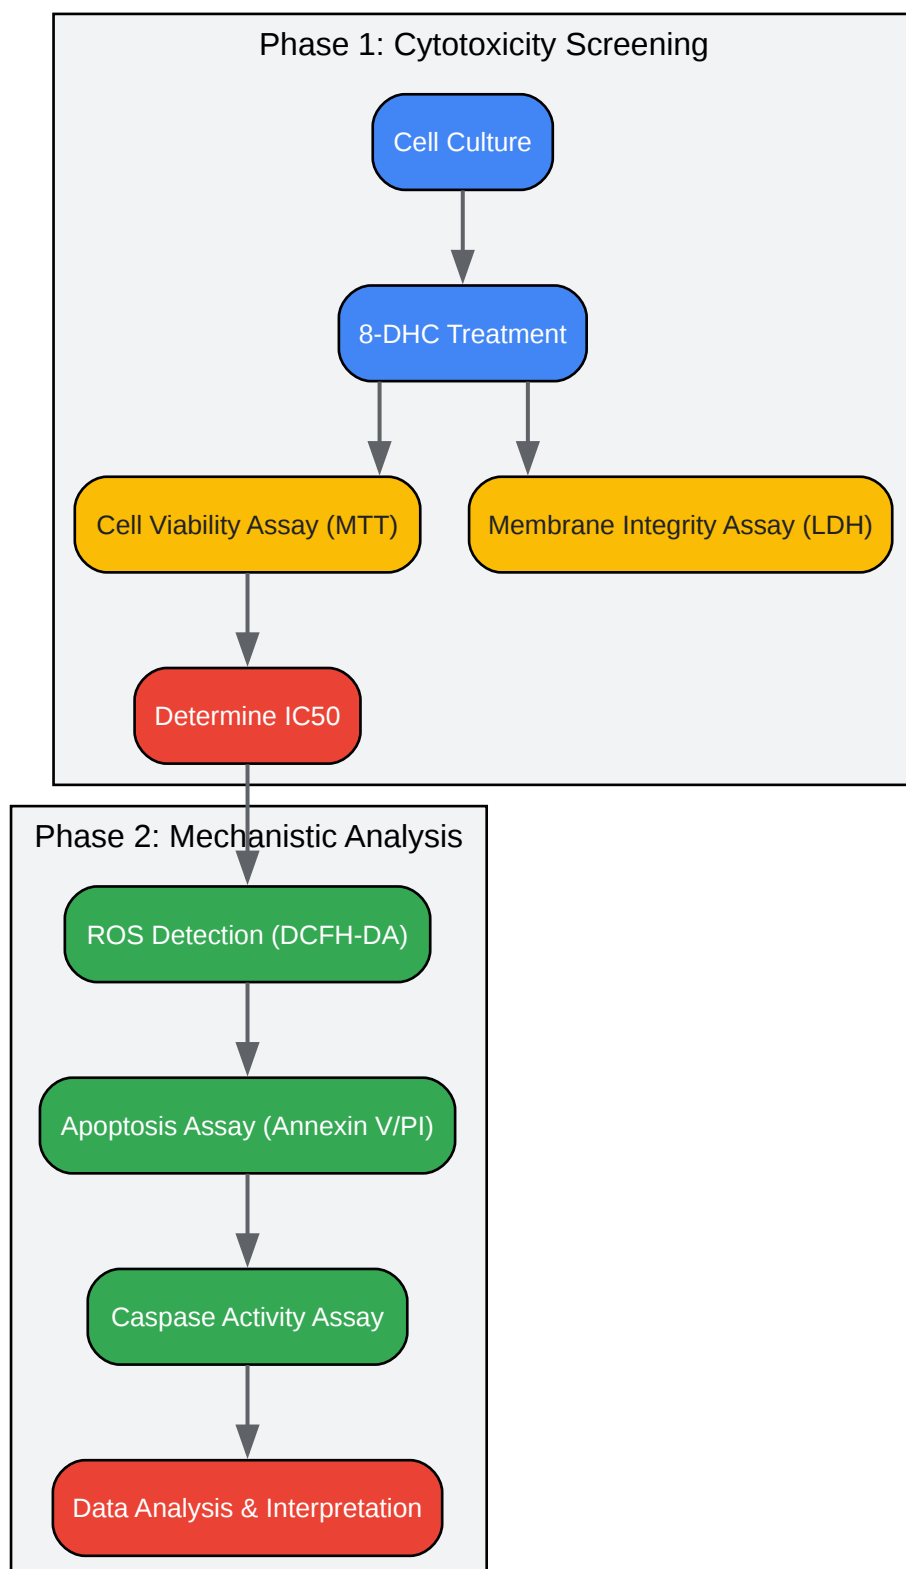 Phase 1: Cytotoxicity Screening
Cell Culture
8-DHC Treatment
Cell Viability Assay (MTT)
Membrane Integrity Assay (LDH)
Determine IC50
Phase 2: Mechanistic Analysis
ROS Detection (DCFH-DA)
Apoptosis Assay (Annexin V/PI)
Caspase Activity Assay
Data Analysis & Interpretation